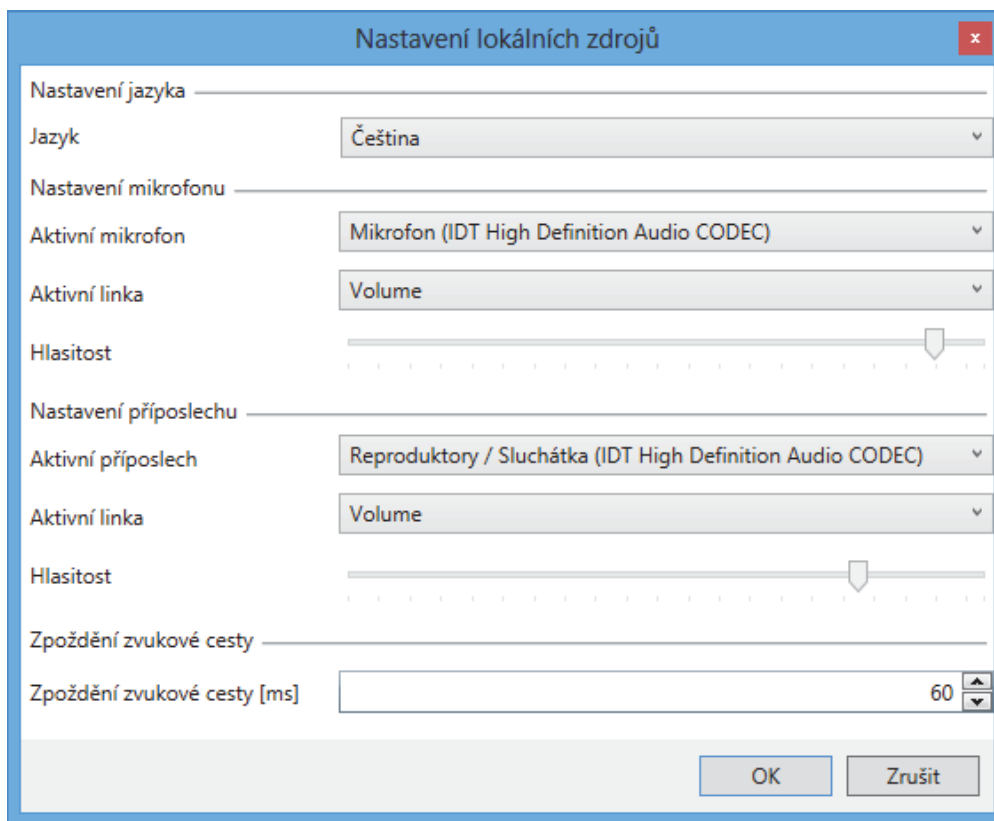 Nastavení lokálních zdrojů
x
Nastavení jazyka
Jazyk
Čeština
Nastavení mikrofonu
Aktivní mikrofon
Mikrofon (IDT High Definition Audio CODEC)
Aktivní linka
Volume
Hlasitost
Nastavení příposlechu
Aktivní příposlech
Reproduktory / Sluchátka (IDT High Definition Audio CODEC)
Aktivní linka
Volume
Hlasitost
Zpoždění zvukové cesty
Zpoždění zvukové cesty [ms]
60
OK
Zrušit